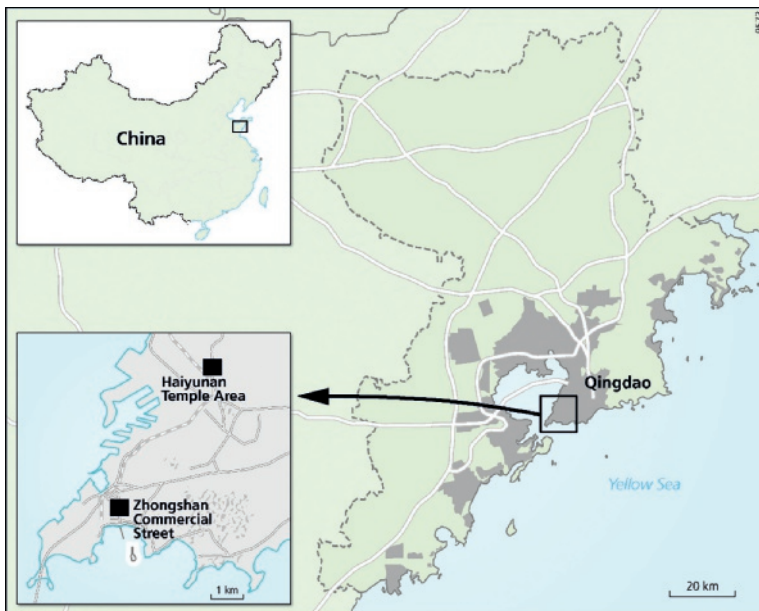 China
Haiyunan
Temple Area
Zhongshan
Commercial
Street
1 km
Qingdao
Yellow Sea
20 km